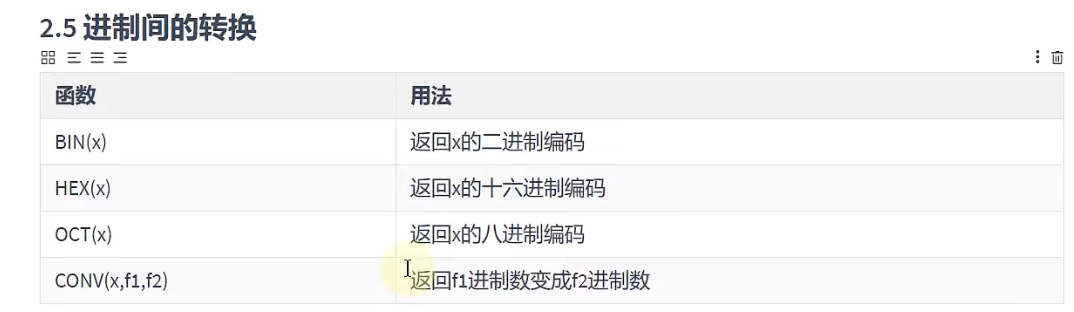 2.5 进制间的转换
函数 用法
BIN(x) 返回x的二进制编码
HEX(x) 返回x的十六进制编码
OCT(x) 返回x的八进制编码
CONV(x,f1,f2) 返回f1进制数变成f2进制数